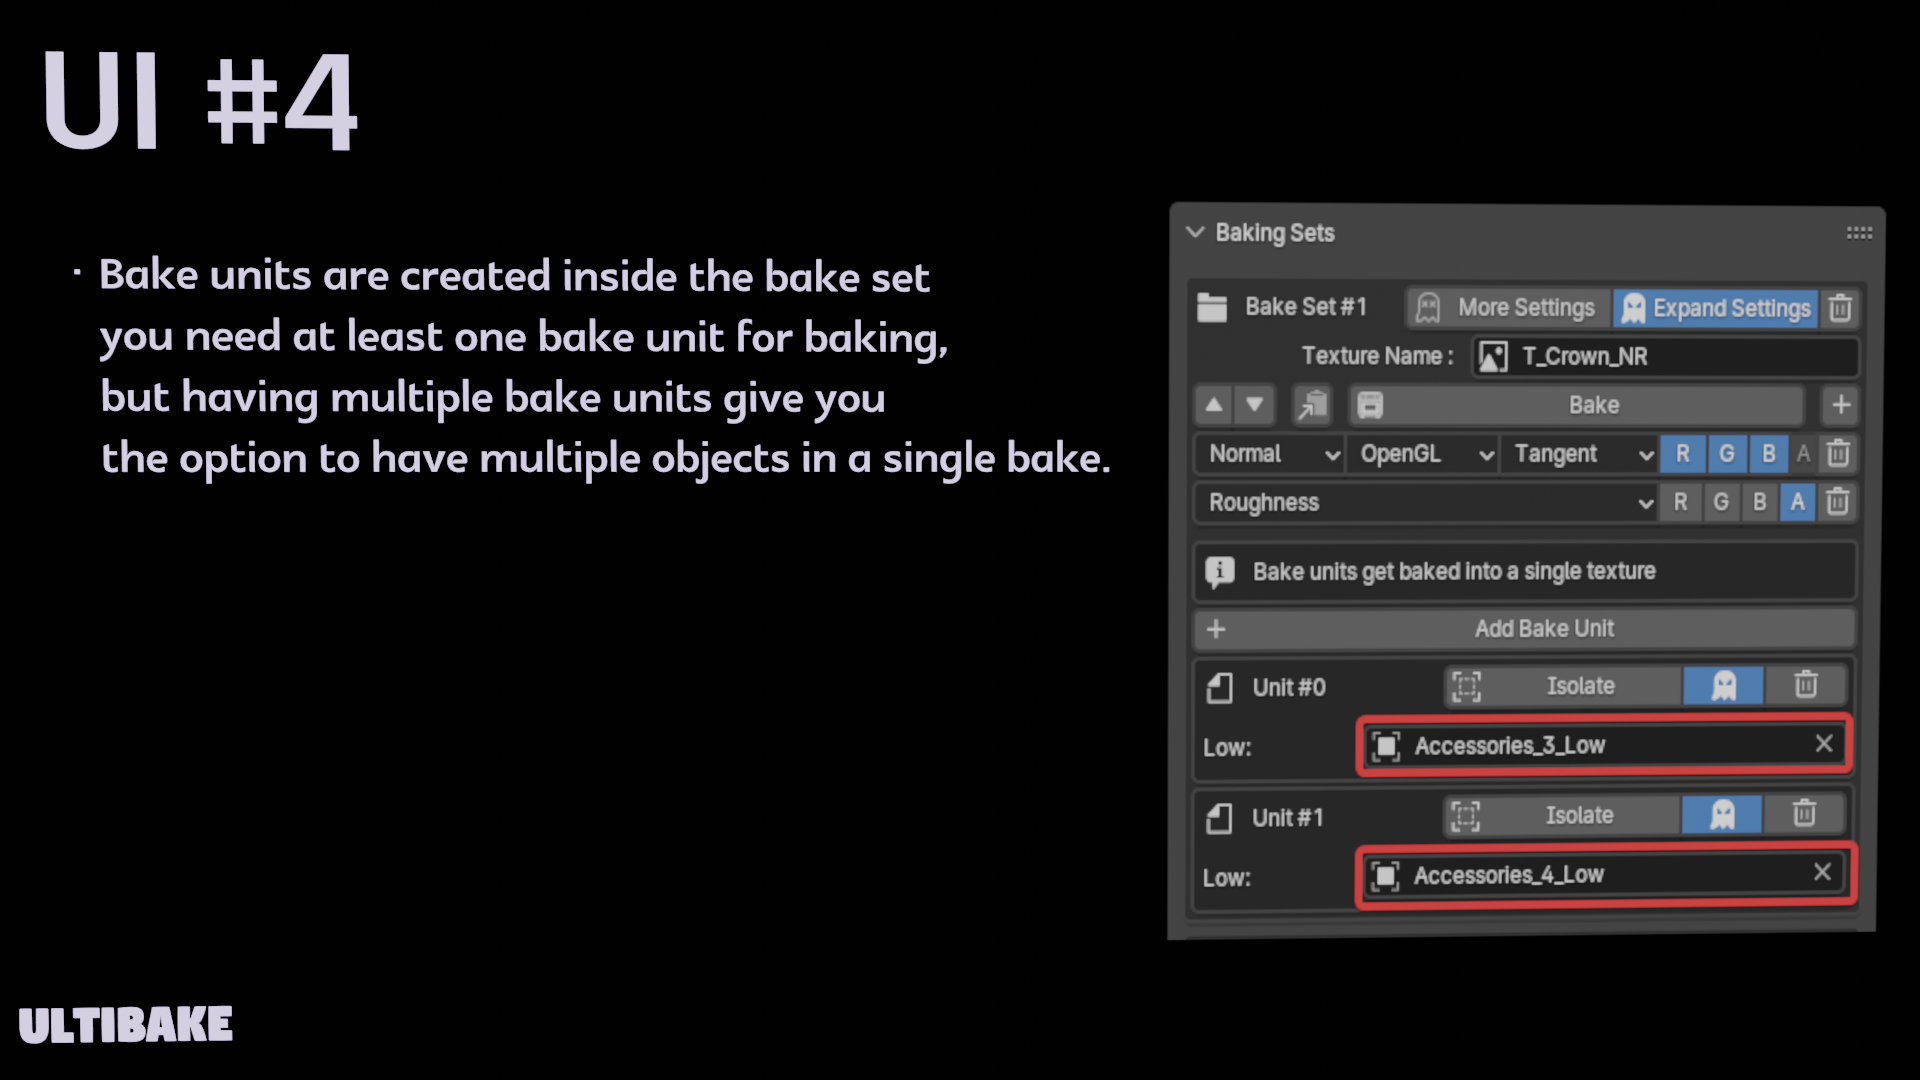 UI #4
· Bake units are created inside the bake set
you need at least one bake unit for baking,
but having multiple bake units give you
the option to have multiple objects in a single bake.
Baking Sets
Bake Set #1 More Settings Expand Settings
Texture Name : T_Crown_NR
Bake +
Normal OpenGL Tangent R G B A
Roughness R G B A
i Bake units get baked into a single texture
+ Add Bake Unit
Unit #0 Isolate
Low: Accessories_3_Low
Unit #1 Isolate
Low: Accessories_4_Low
ULTIBAKE